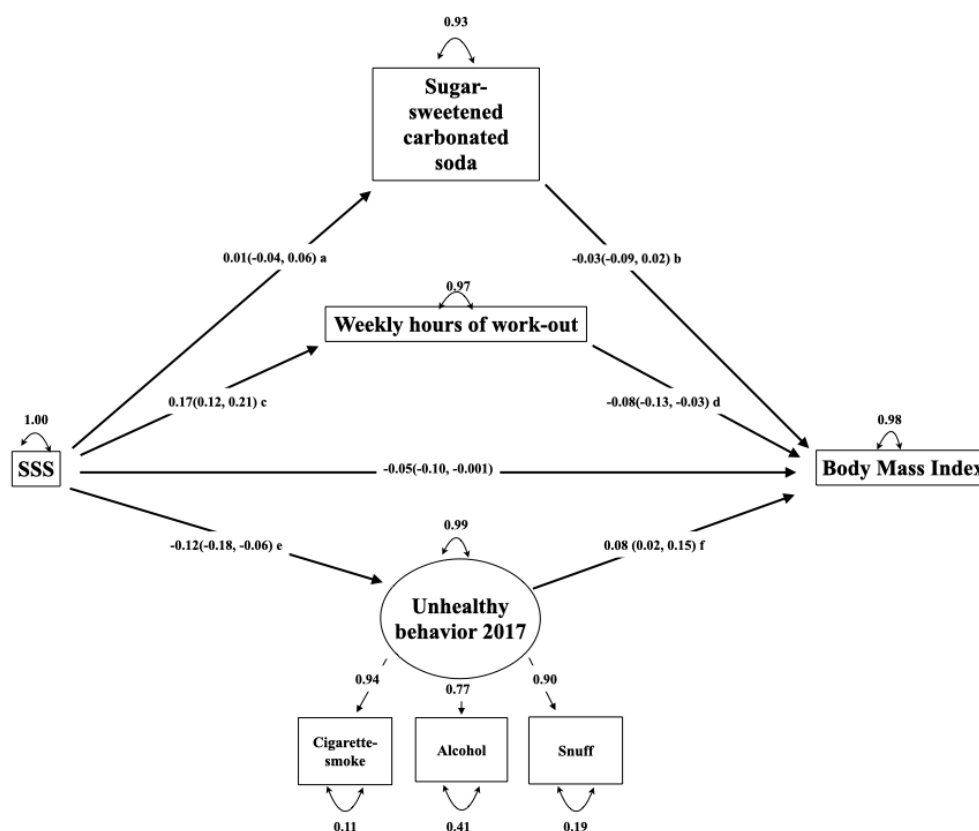 0.93
Sugar-
sweetened
carbonated
soda
0.01(-0.04, 0.06) a
-0.03(-0.09, 0.02) b
0.97
Weekly hours of work-out
0.17(0.12, 0.21) c
-0.08(-0.13, -0.03) d
1.00
SSS
-0.05(-0.10, -0.001)
0.98
Body Mass Index
-0.12(-0.18, -0.06) e
0.99
0.08 (0.02, 0.15) f
Unhealthy
behavior 2017
0.94
0.77
0.90
Cigarette-
smoke
Alcohol
Snuff
0.11
0.41
0.19